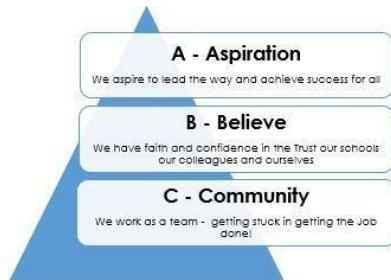 A - Aspiration
We aspire to lead the way and achieve success for all
B - Believe
We have faith and confidence in the Trust our schools
our colleagues and ourselves
C - Community
We work as a team - getting stuck in getting the Job
done!